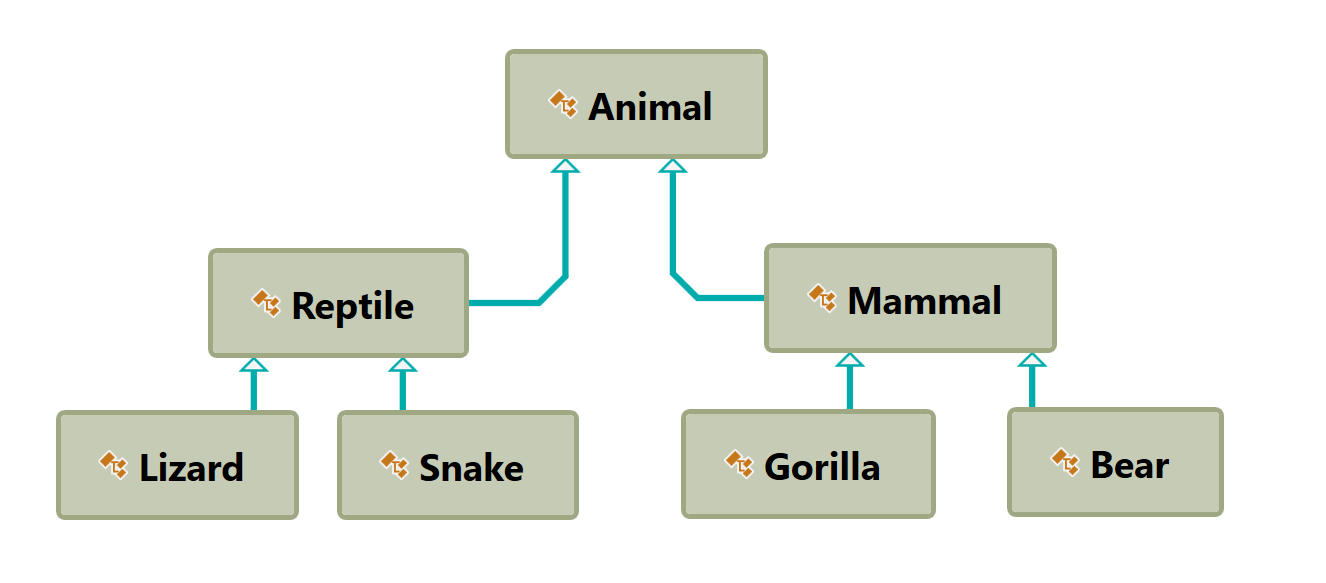 Animal
Reptile
Mammal
Lizard
Snake
Gorilla
Bear